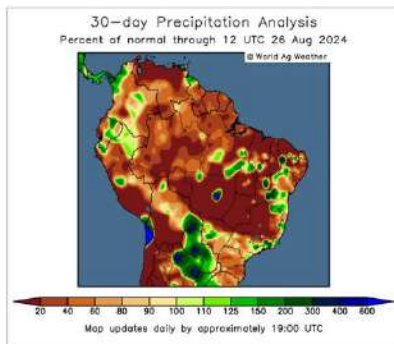 30-day Precipitation Analysis
Percent of normal through 12 UTC 26 Aug 2024
© World Ag Weather
20 40 60 80 90 100 110 125 150 200 300 400 600
Map updates daily by approximately 19:00 UTC